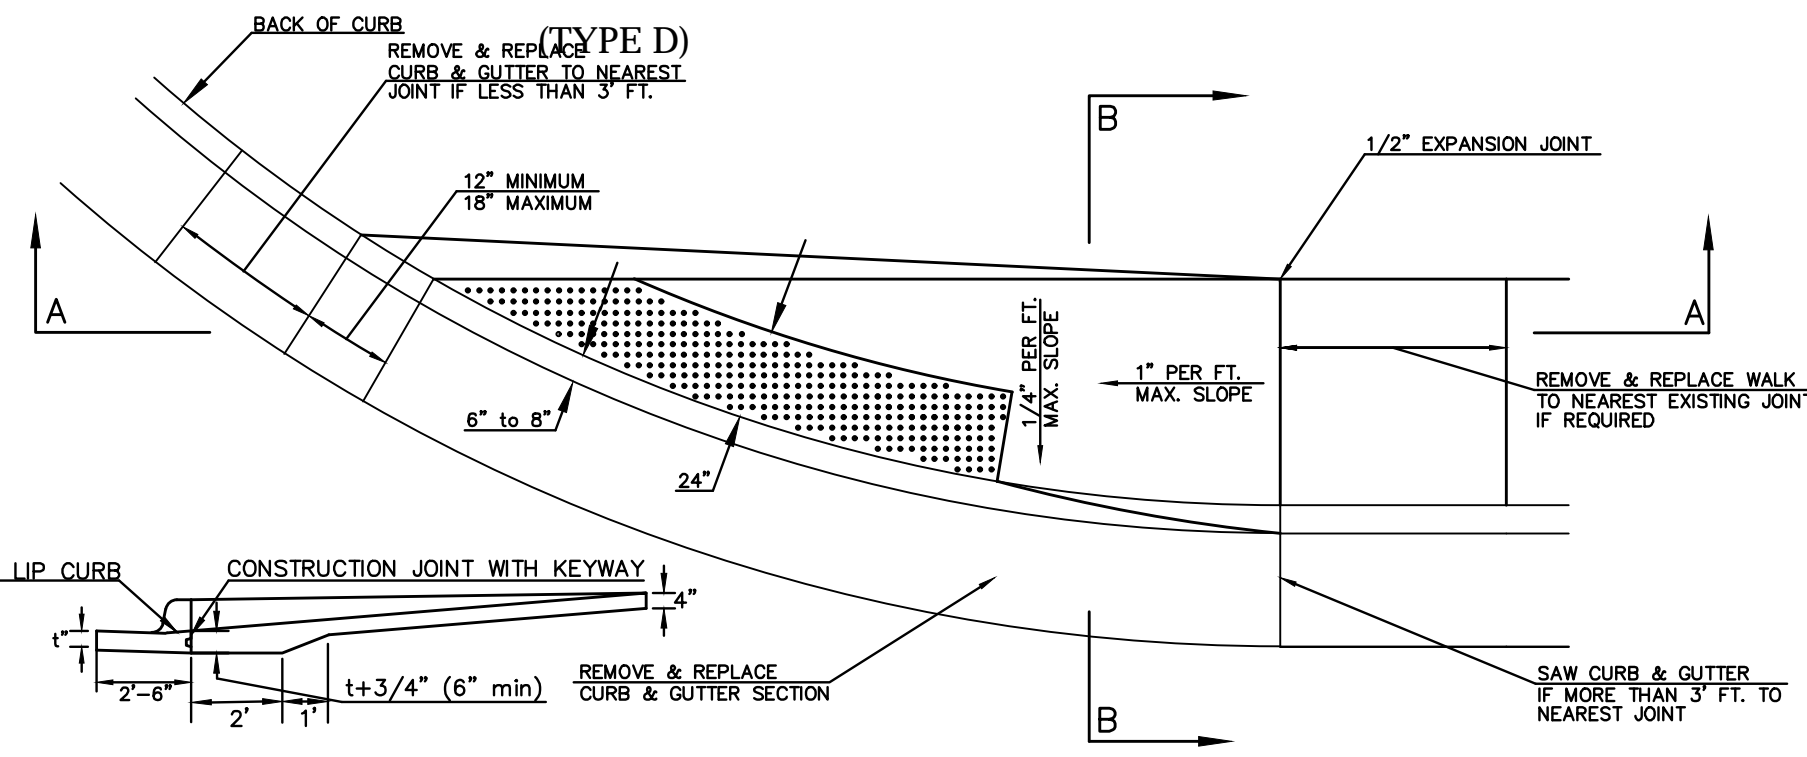 BACK OF CURB
(TYPE D)
REMOVE & REPLACE
CURB & GUTTER TO NEAREST
JOINT IF LESS THAN 3' FT.
B
1/2" EXPANSION JOINT
12" MINIMUM
18" MAXIMUM
A
A
1/4" PER FT.
MAX. SLOPE
1" PER FT.
MAX. SLOPE
REMOVE & REPLACE WALK
TO NEAREST EXISTING JOINT
IF REQUIRED
6" to 8"
24"
LIP CURB
CONSTRUCTION JOINT WITH KEYWAY
4"
t"
2'-6"
2'
1'
t+3/4" (6" min)
REMOVE & REPLACE
CURB & GUTTER SECTION
SAW CURB & GUTTER
IF MORE THAN 3' FT. TO
NEAREST JOINT
B